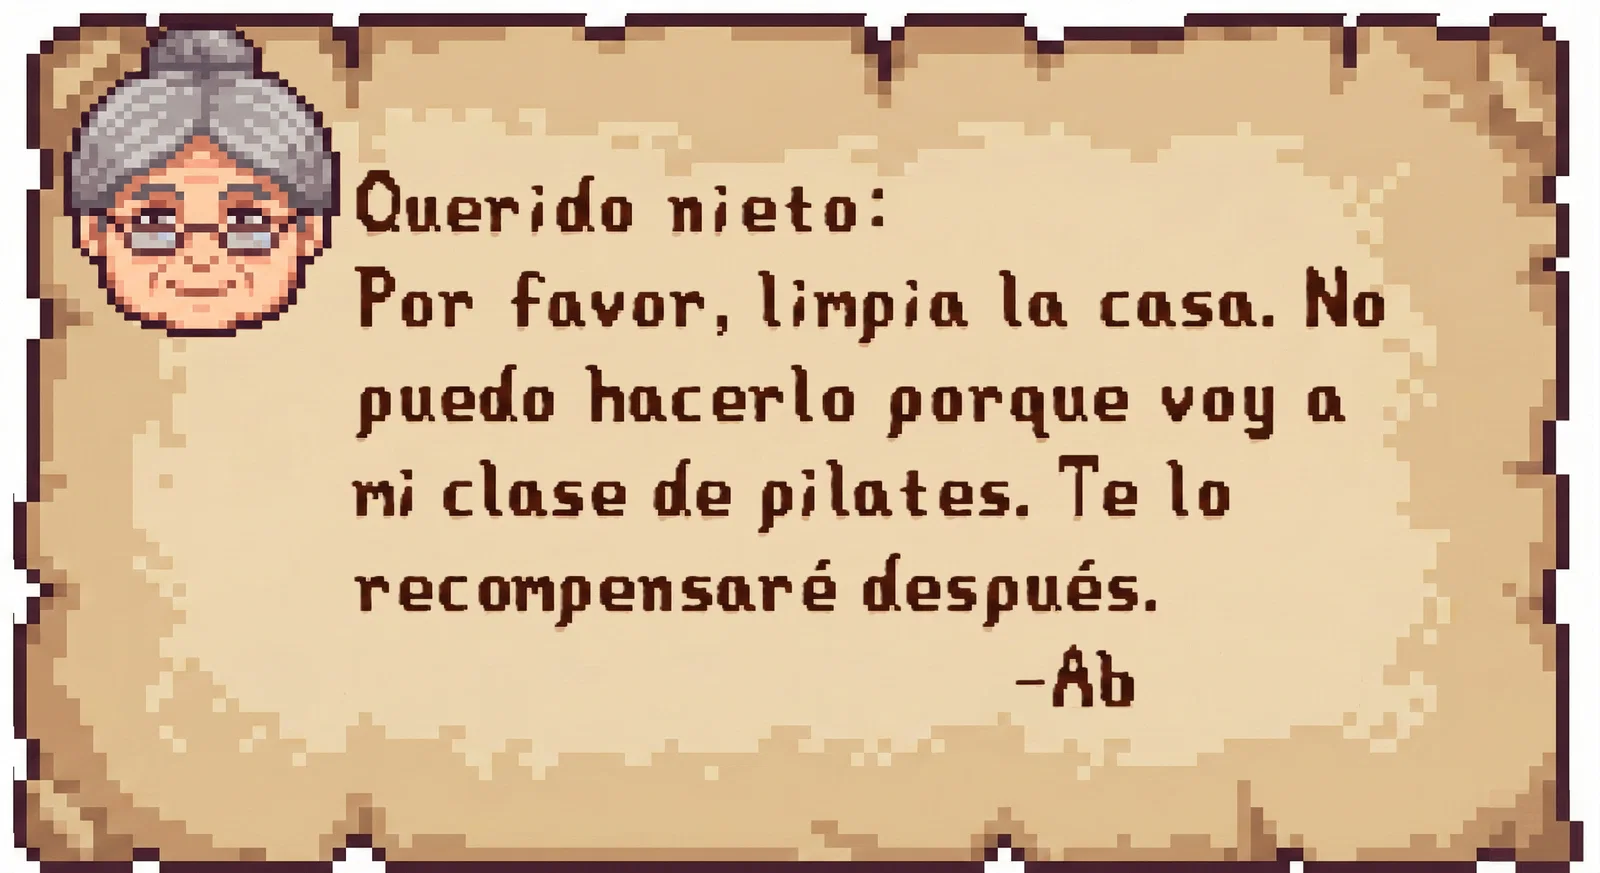 Querido nieto:
Por favor, limpia la casa. No
puedo hacerlo porque voy a
mi clase de pilates. Te lo
recompensaré después.
-Ab